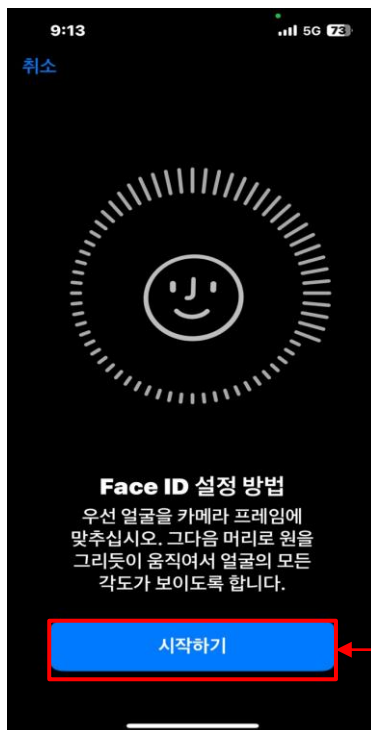 9:13
5G 73
취소
Face ID 설정 방법
우선 얼굴을 카메라 프레임에
맞추십시오. 그다음 머리로 원을
그리듯이 움직여서 얼굴의 모든
각도가 보이도록 합니다.
시작하기